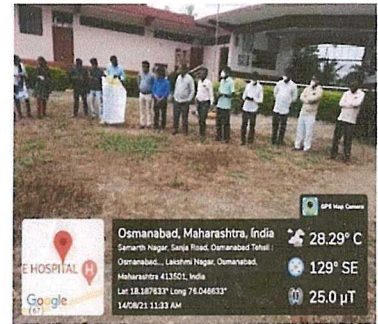 GPS Map Camera
E HOSPITAL
H
Google
Osmanabad, Maharashtra, India
Samarth Nagar, Sanja Road, Osmanabad Tehsil :
Osmanabad,., Lakshmi Nagar, Osmanabad,
Maharashtra 413501, India
Lat 18.187633° Long 76.046633°
14/08/21 11:33 AM
28.29° C
129° SE
25.0 µT